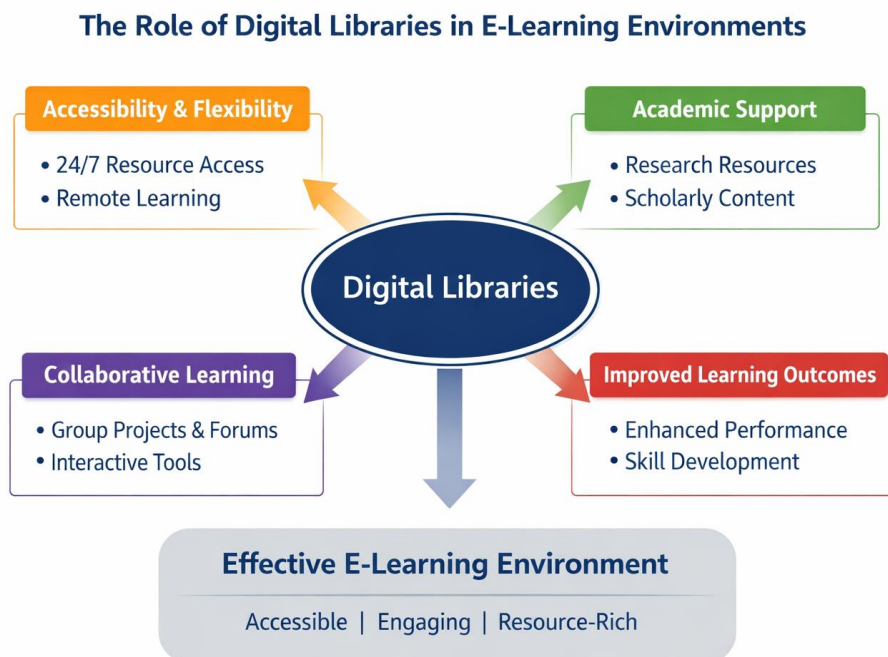 The Role of Digital Libraries in E-Learning Environments
Accessibility & Flexibility
• 24/7 Resource Access
• Remote Learning
Academic Support
• Research Resources
• Scholarly Content
Digital Libraries
Collaborative Learning
• Group Projects & Forums
• Interactive Tools
Improved Learning Outcomes
• Enhanced Performance
• Skill Development
Effective E-Learning Environment
Accessible | Engaging | Resource-Rich